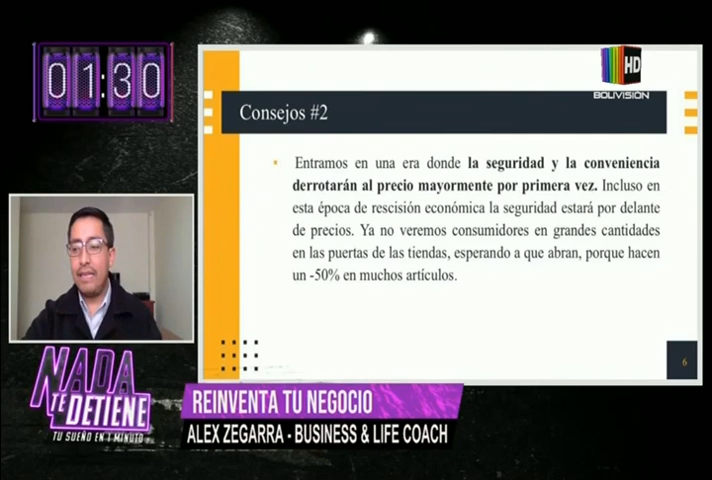 01:30
HD
BOLIVISIÓN
Consejos #2
• Entramos en una era donde la seguridad y la conveniencia
derrotarán al precio mayormente por primera vez. Incluso en
esta época de rescisión económica la seguridad estará por delante
de precios. Ya no veremos consumidores en grandes cantidades
en las puertas de las tiendas, esperando a que abran, porque hacen
un -50% en muchos artículos.
6
NADA
TE
DETIENE
TU SUEÑO EN 1 MINUTO
REINVENTA TU NEGOCIO
ALEX ZEGARRA - BUSINESS & LIFE COACH